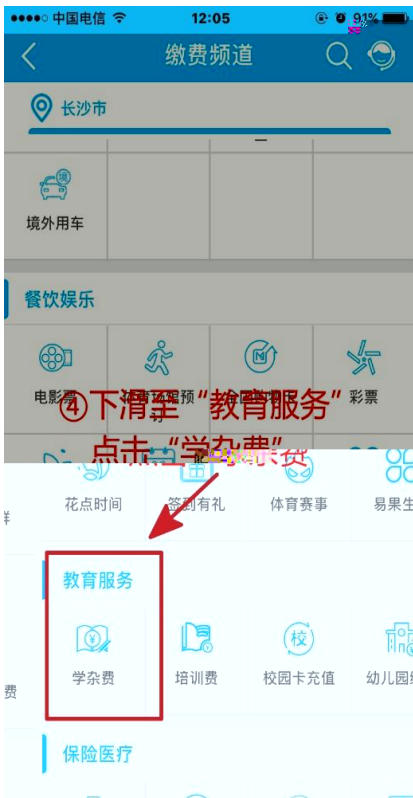 中国电信 12:05 91%
缴费频道
长沙市
境外用车
餐饮娱乐
电影票 彩票
④下滑至“教育服务”
点击“学杂费”
花点时间 签到有礼 体育赛事 易果生
教育服务
学杂费 培训费 校园卡充值 幼儿园
费
保险医疗